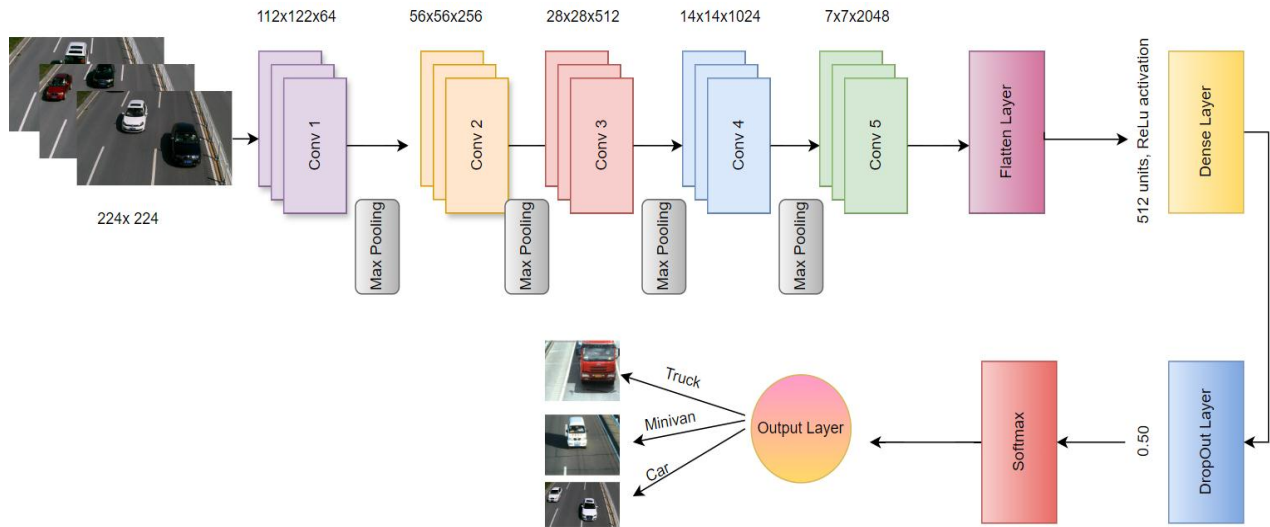 112x122x64
56x56x256
28x28x512
14x14x1024
7x7x2048
224x 224
Conv 1
Max Pooling
Conv 2
Max Pooling
Conv 3
Max Pooling
Conv 4
Max Pooling
Conv 5
Flatten Layer
512 units, ReLu activation
Dense Layer
DropOut Layer
0.50
Softmax
Output Layer
Truck
Minivan
Car